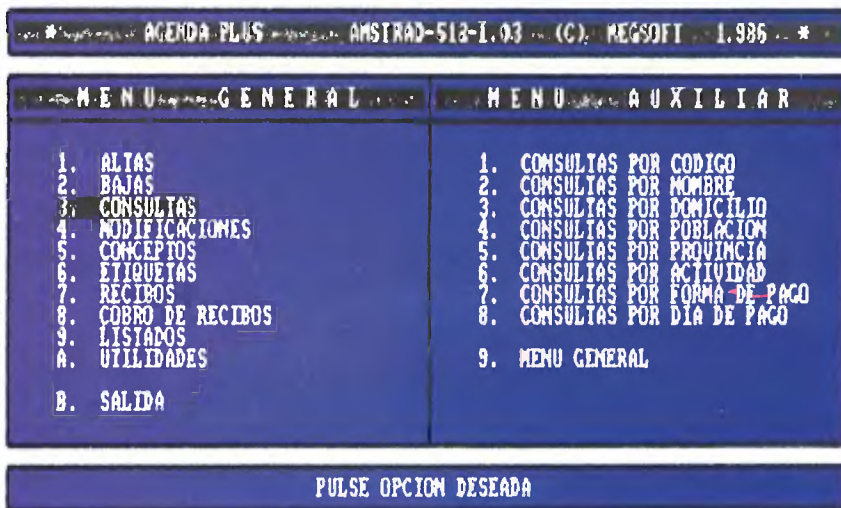 * AGENDA PLUS AMSTRAD-512-1.03 (C). MEGSOFT 1.986 *
M E N U G E N E R A L
1. ALTAS
2. BAJAS
3. CONSULTAS
4. MODIFICACIONES
5. CONCEPTOS
6. ETIQUETAS
7. RECIBOS
8. COBRO DE RECIBOS
9. LISTADOS
A. UTILIDADES
B. SALIDA
M E N U A U X I L I A R
1. CONSULTAS POR CODIGO
2. CONSULTAS POR NOMBRE
3. CONSULTAS POR DOMICILIO
4. CONSULTAS POR POBLACION
5. CONSULTAS POR PROVINCIA
6. CONSULTAS POR ACTIVIDAD
7. CONSULTAS POR FORMA DE PAGO
8. CONSULTAS POR DIA DE PAGO
9. MENU GENERAL
PULSE OPCION DESEADA